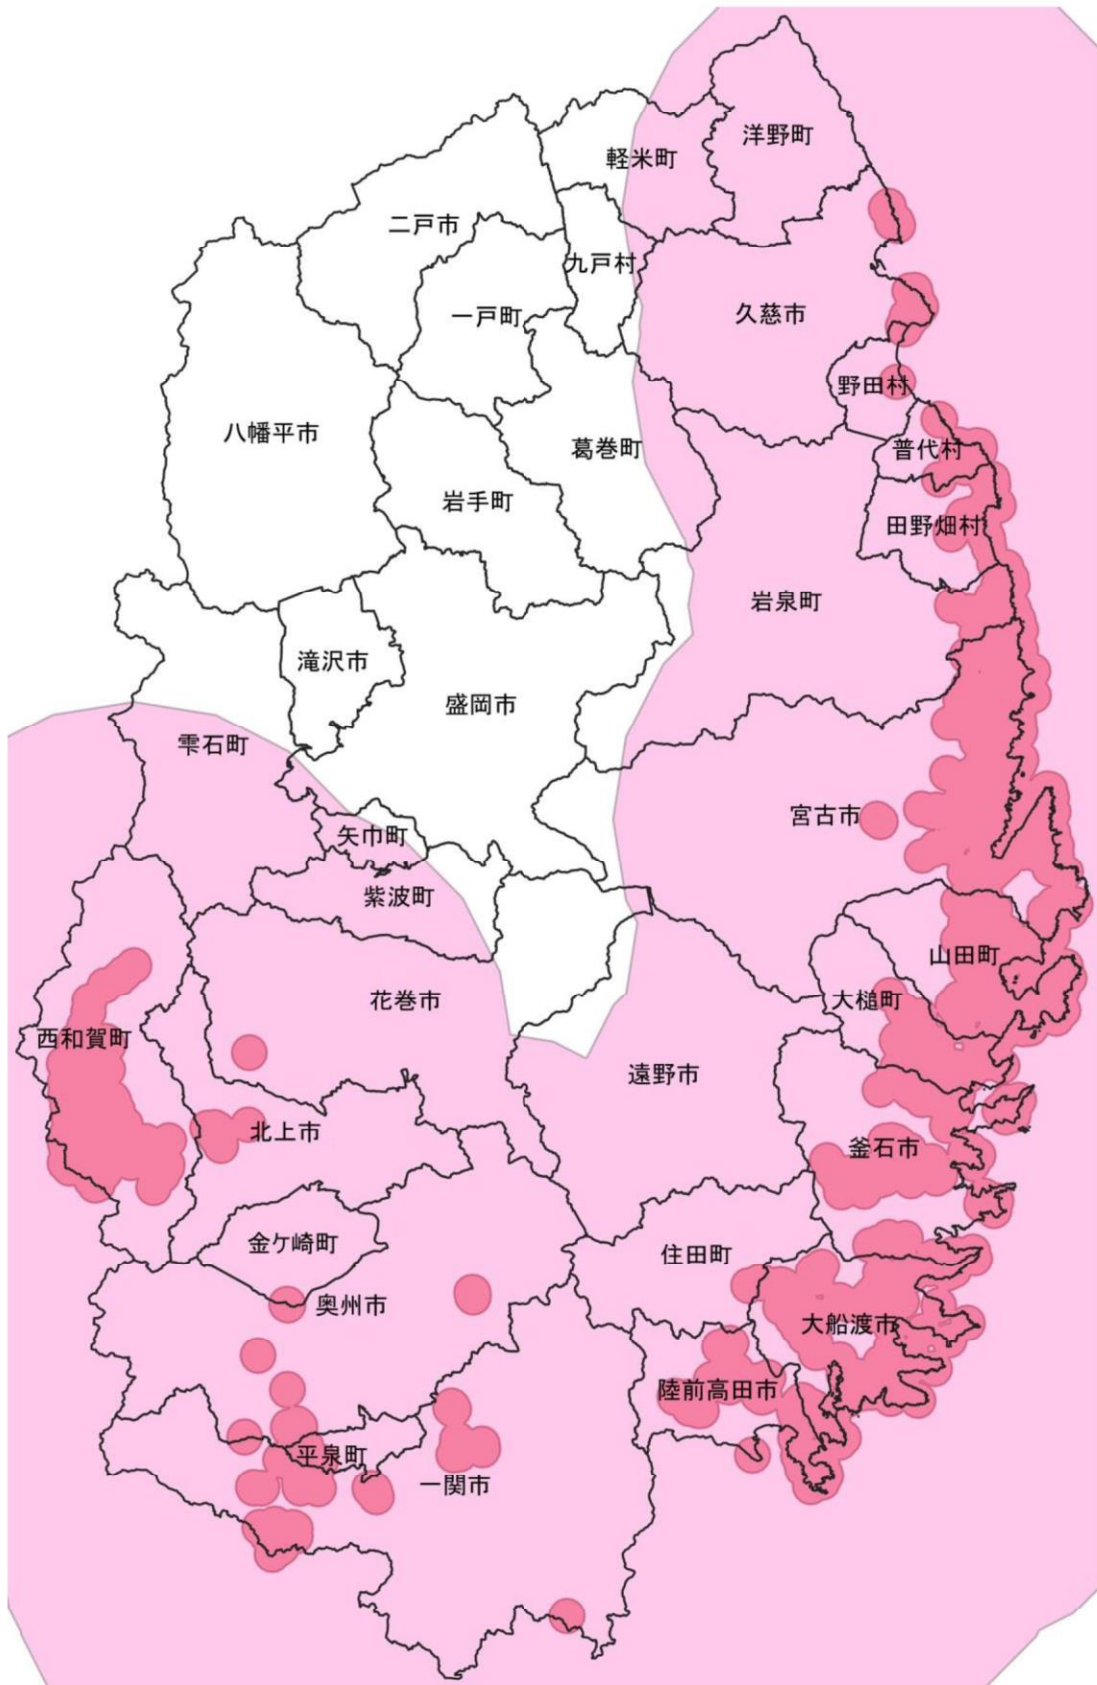 洋野町
軽米町
二戸市
九戸村
一戸町
久慈市
野田村
八幡平市
葛巻町
普代村
岩手町
田野畑村
岩泉町
滝沢市
盛岡市
雫石町
宮古市
矢巾町
紫波町
山田町
花巻市
大槌町
西和賀町
遠野市
北上市
釜石市
金ケ崎町
住田町
奥州市
大船渡市
陸前高田市
平泉町
一関市